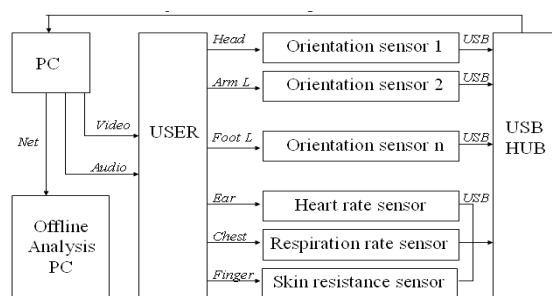 Head
Orientation sensor 1
USB
PC
Arm L
Orientation sensor 2
USB
Video
USER
Net
Foot L
Orientation sensor n
USB
USB
HUB
Audio
Ear
Heart rate sensor
USB
Offline
Analysis
PC
Chest
Respiration rate sensor
Finger
Skin resistance sensor